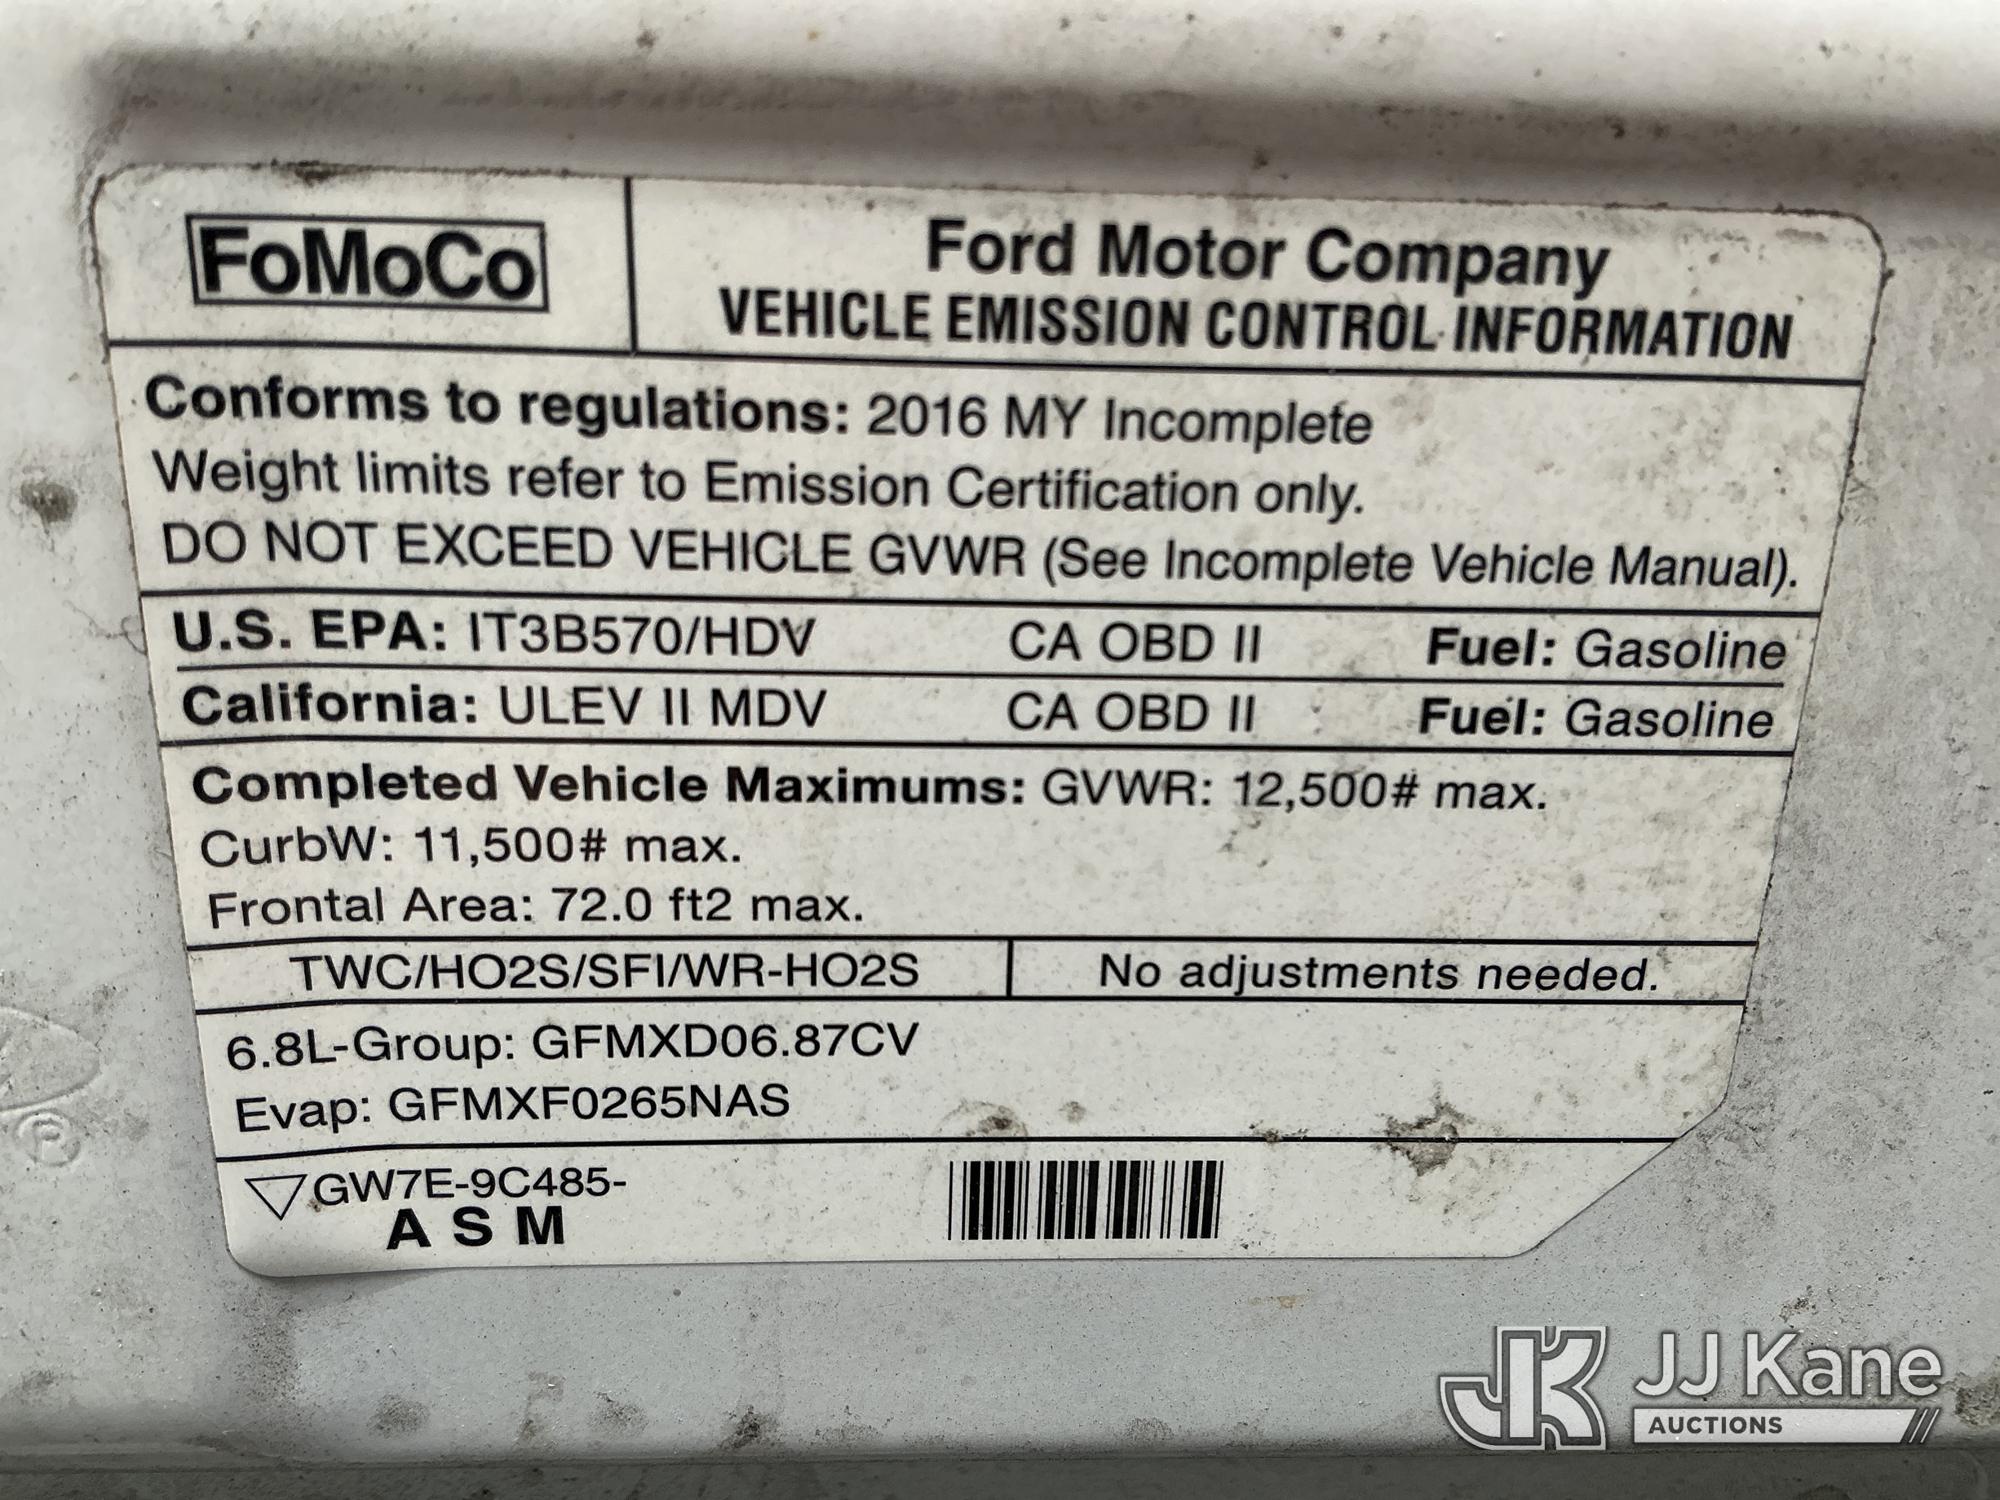 FoMoCo
Ford Motor Company
VEHICLE EMISSION CONTROL INFORMATION
Conforms to regulations: 2016 MY Incomplete
Weight limits refer to Emission Certification only.
DO NOT EXCEED VEHICLE GVWR (See Incomplete Vehicle Manual).
U.S. EPA: IT3B570/HDV CA OBD II Fuel: Gasoline
California: ULEV II MDV CA OBD II Fuel: Gasoline
Completed Vehicle Maximums: GVWR: 12,500# max.
CurbW: 11,500# max.
Frontal Area: 72.0 ft2 max.
TWC/HO2S/SFI/WR-HO2S No adjustments needed.
6.8L-Group: GFMXD06.87CV
Evap: GFMXF0265NAS
GW7E-9C485-
A S M
®
JK JJ Kane
AUCTIONS